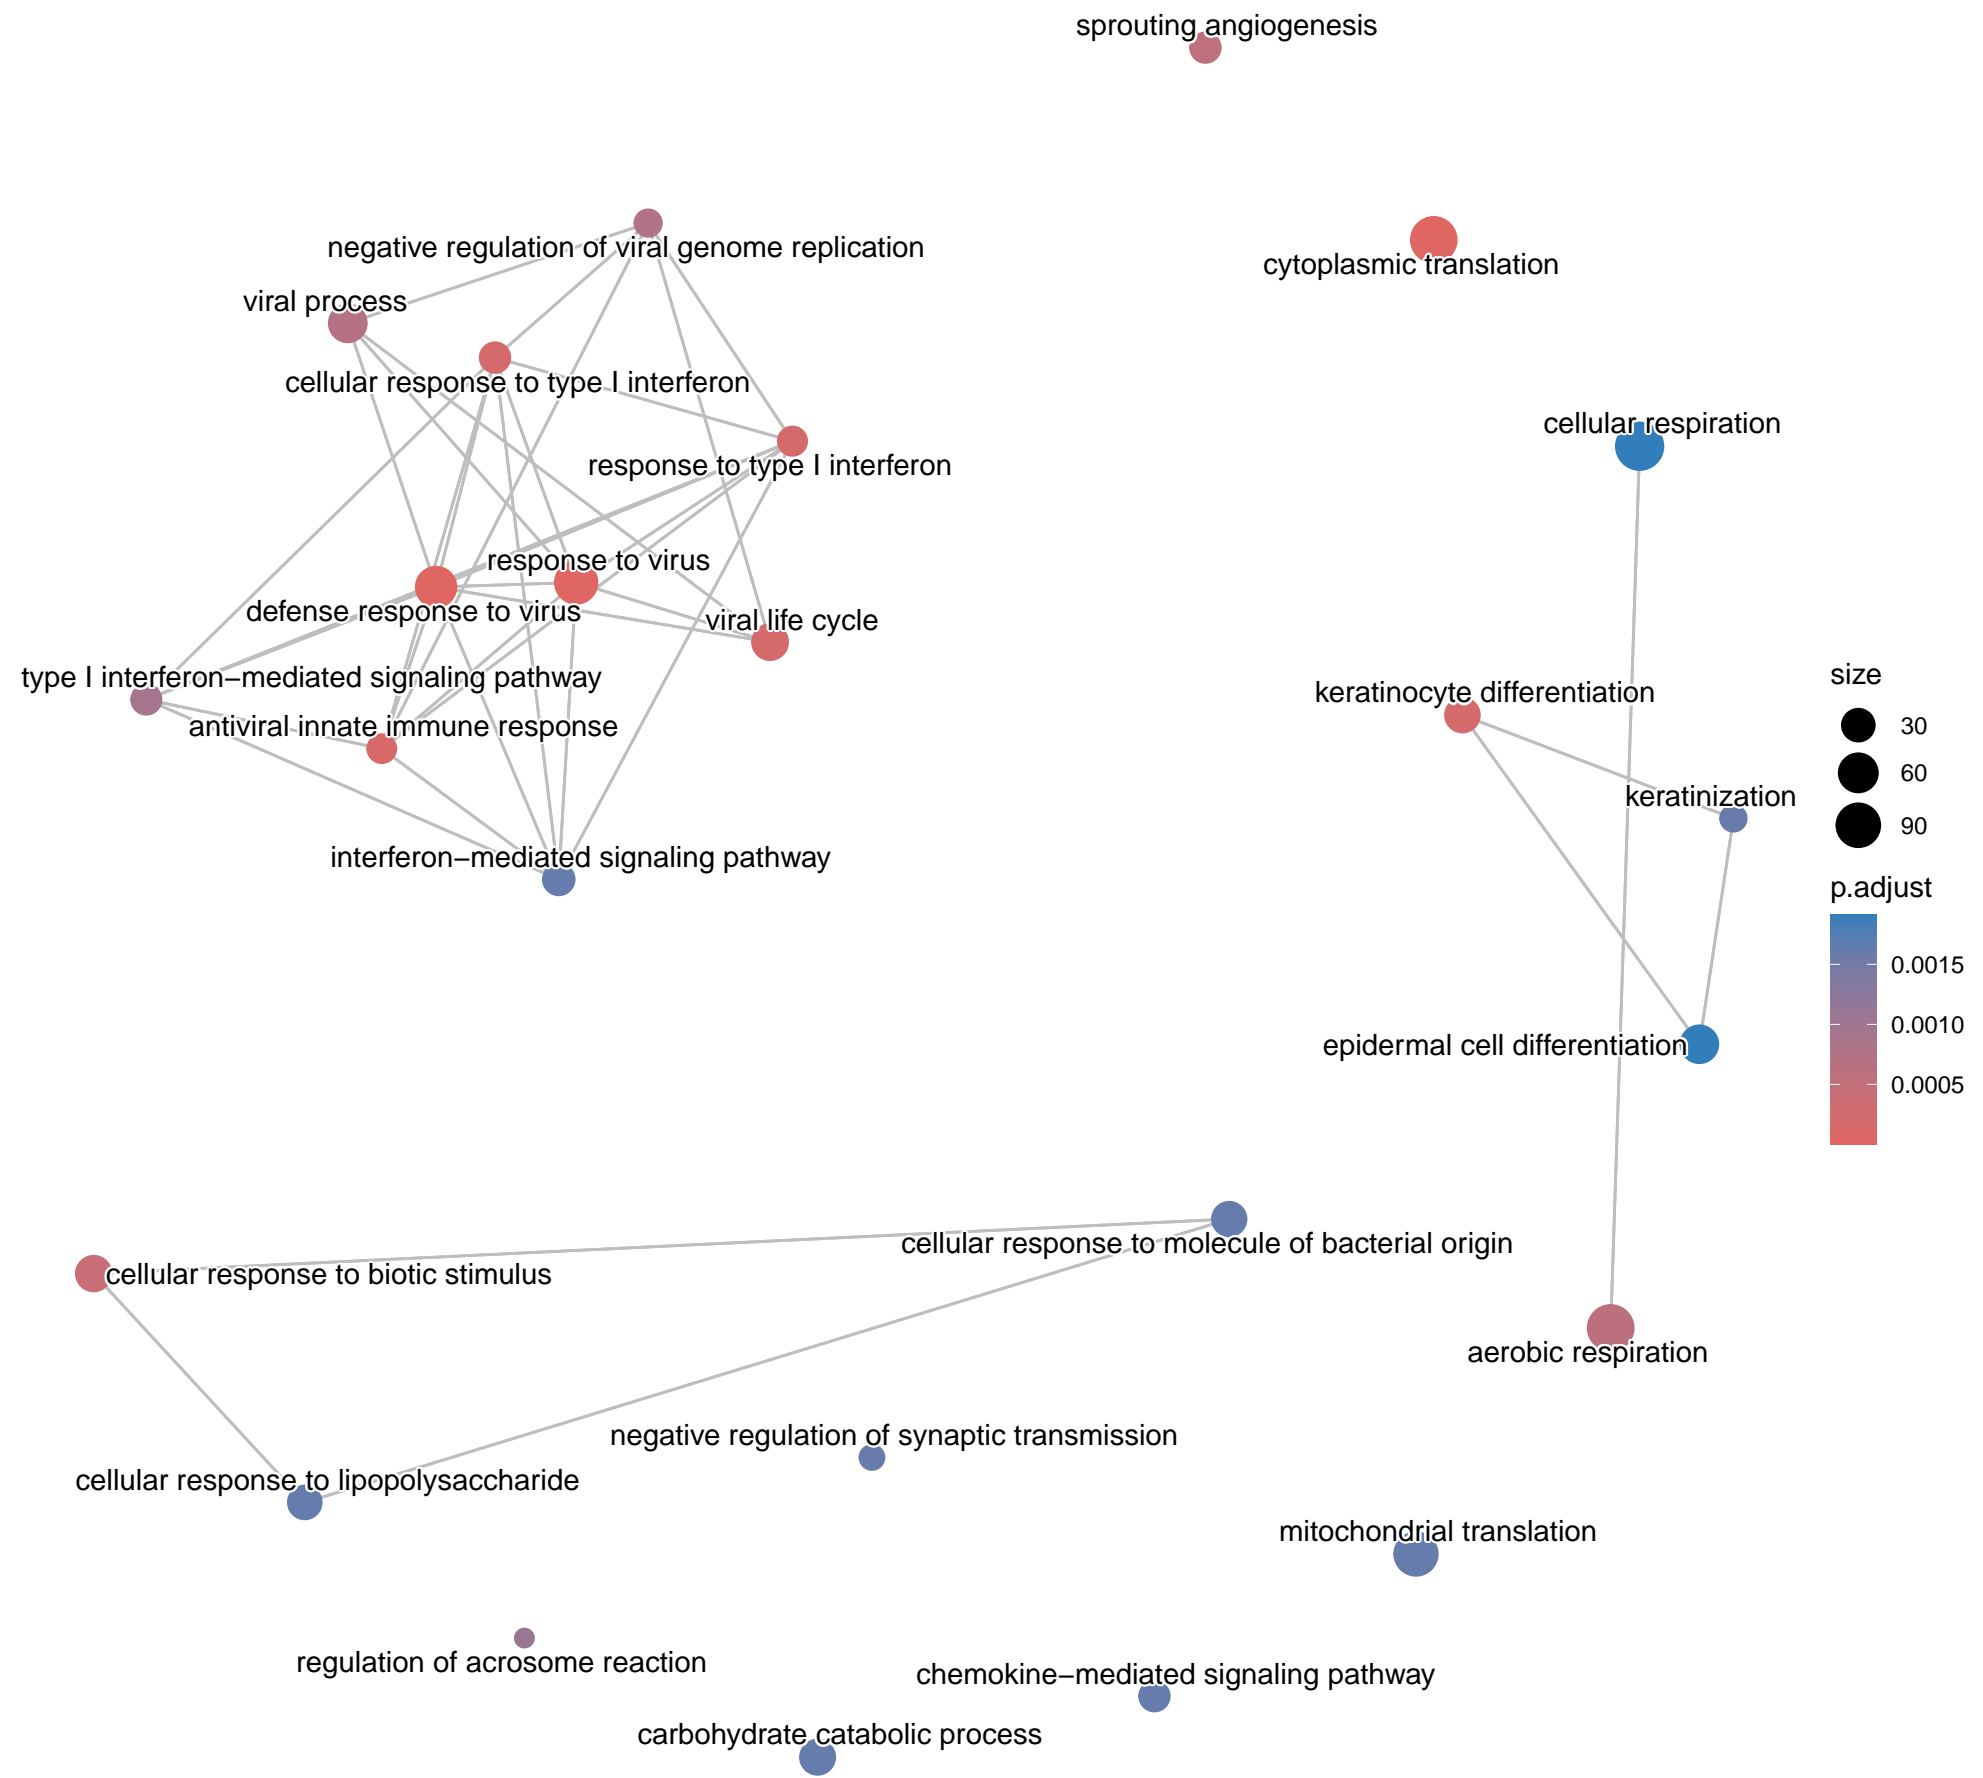 sprouting angiogenesis
negative regulation of viral genome replication
cytoplasmic translation
viral process
cellular response to type I interferon
cellular respiration
response to type I interferon
response to virus
defense response to virus
viral life cycle
type I interferon−mediated signaling pathway
antiviral innate immune response
keratinocyte differentiation
keratinization
interferon−mediated signaling pathway
epidermal cell differentiation
size
30
60
90
p.adjust
0.0015
0.0010
0.0005
cellular response to molecule of bacterial origin
cellular response to biotic stimulus
aerobic respiration
negative regulation of synaptic transmission
cellular response to lipopolysaccharide
mitochondrial translation
regulation of acrosome reaction
chemokine−mediated signaling pathway
carbohydrate catabolic process